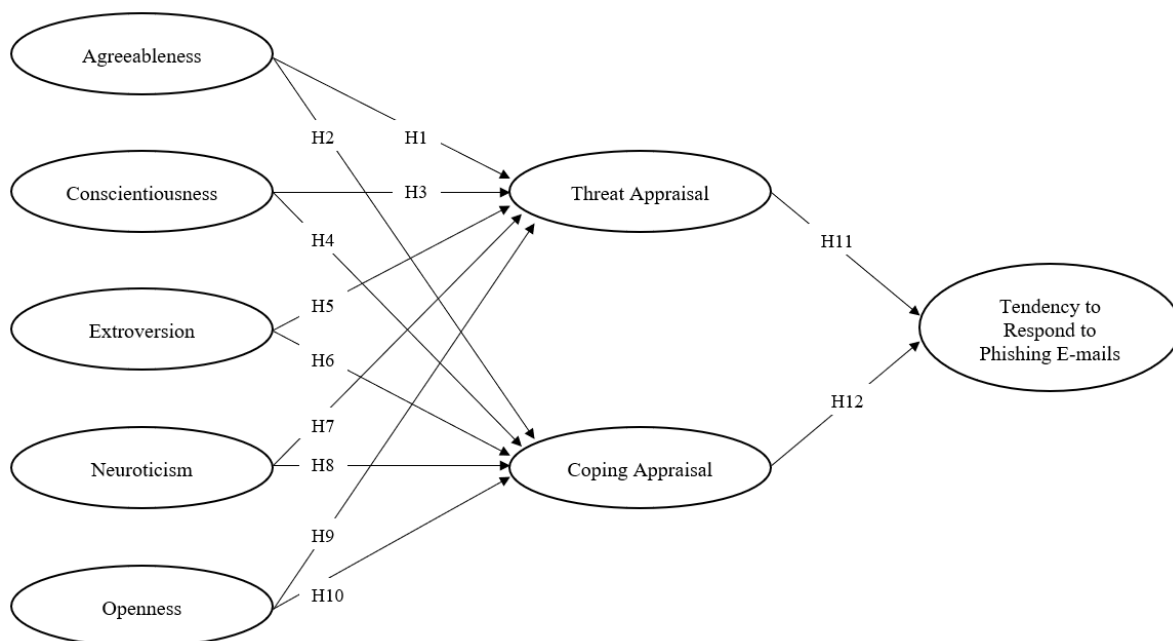 Agreeableness
H1
H2
Conscientiousness
H3
Threat Appraisal
H4
H11
Extroversion
H5
H6
Tendency to
Respond to
Phishing E-mails
H12
H7
Neuroticism
H8
Coping Appraisal
H9
H10
Openness